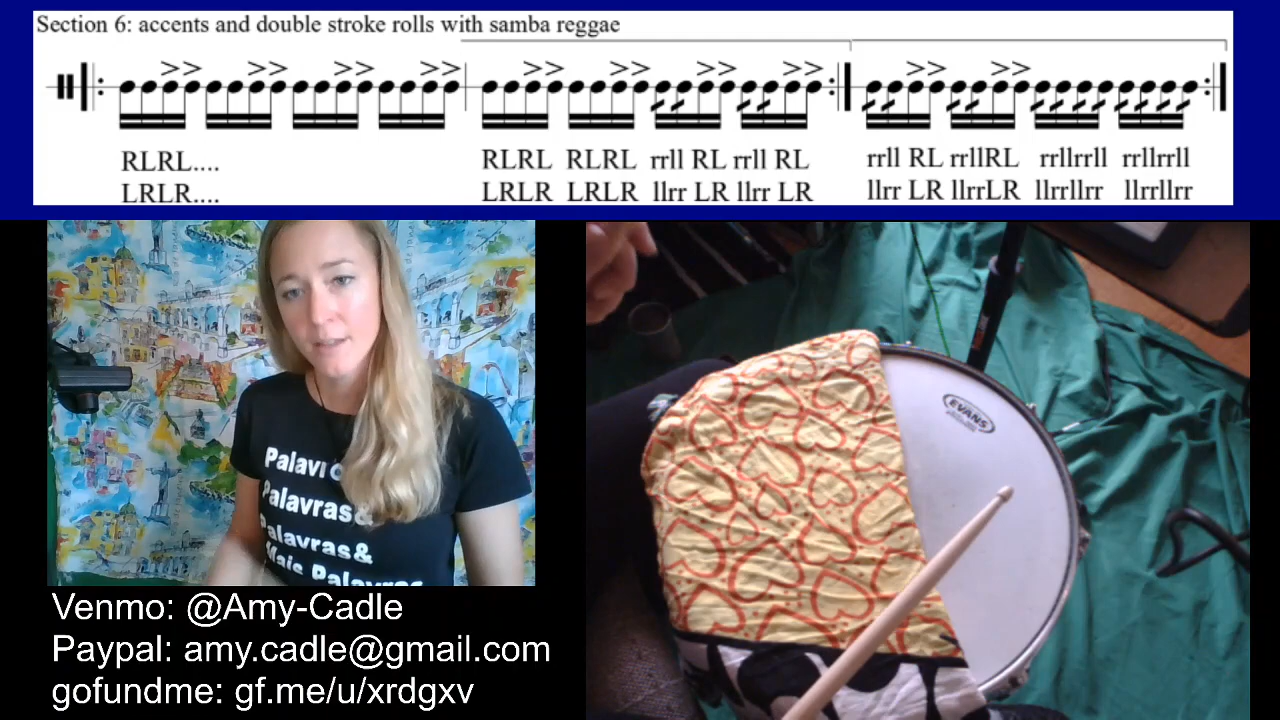 Section 6: accents and double stroke rolls with samba reggae
RLRL....
LRLR....
RLRL RLRL rrll RL rrll RL
LRLR LRLR llrr LR llrr LR
rrll RL rrllRL rrllrrll rrllrrll
llrr LR llrrLR llrrllrr llrrllrr
Palavras&
Palavras&
Mais Palavras
EVANS
Venmo: @Amy-Cadle
Paypal: amy.cadle@gmail.com
gofundme: gf.me/u/xrdgxv